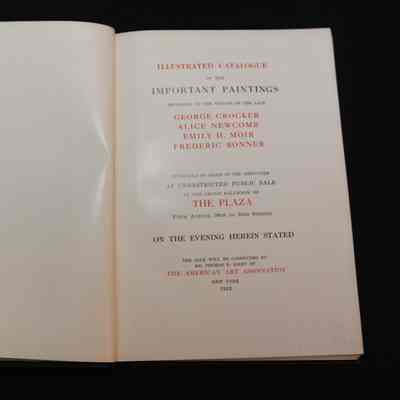 ILLUSTRATED CATALOGUE
OF THE
IMPORTANT PAINTINGS
BELONGING TO THE ESTATES OF THE LATE
GEORGE CROCKER
ALICE NEWCOMB
EMILY H. MOIR
FREDERIC BONNER
BY ORDER OF THE EXECUTORS
AT UNRESTRICTED PUBLIC SALE
IN THE GRAND BALLROOM OF
THE PLAZA
FIFTH AVENUE, 58TH TO 59TH STREETS
ON THE EVENING HEREIN STATED
THE SALE WILL BE CONDUCTED BY
MR. THOMAS E. KIRBY OF
THE AMERICAN ART ASSOCIATION
NEW YORK
1912